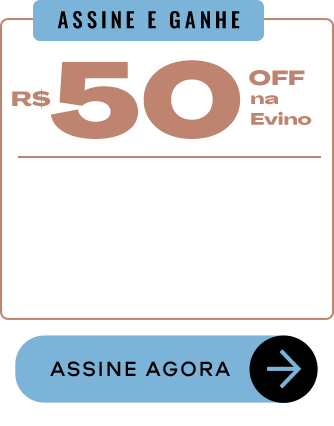 ASSINE E GANHE
R$ 50 OFF
na
Evino
ASSINE AGORA